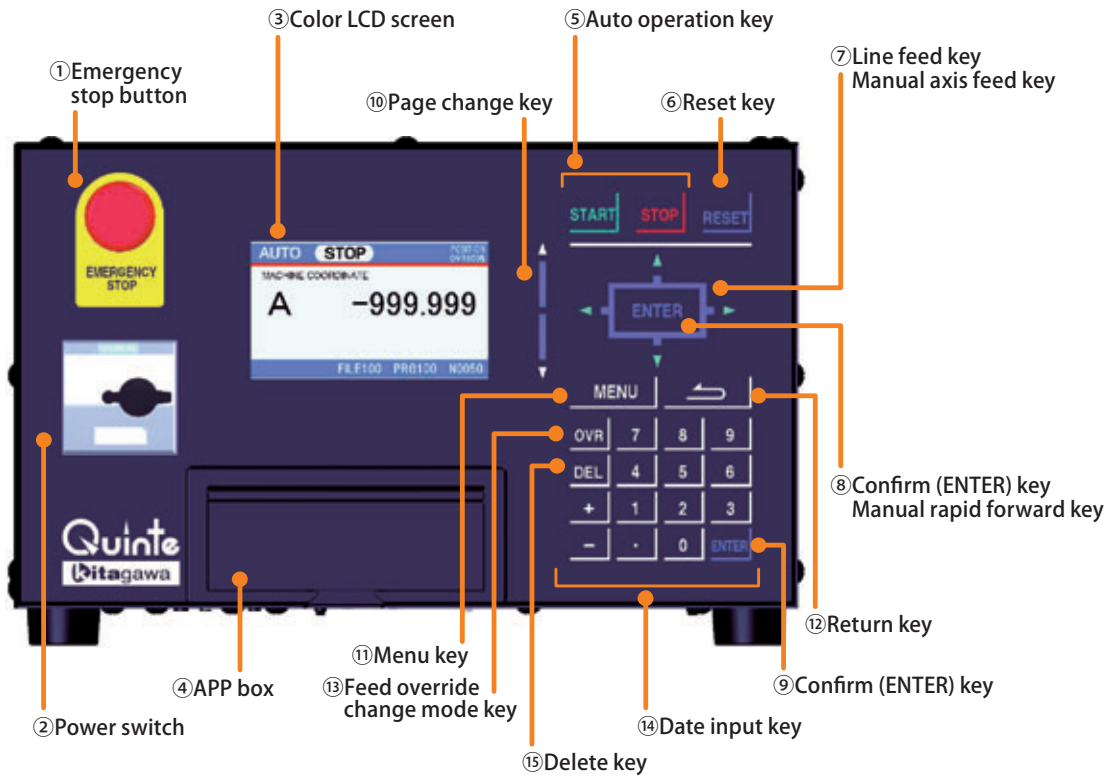 ③Color LCD screen
⑤Auto operation key
①Emergency
stop button
⑦Line feed key
Manual axis feed key
⑩Page change key
⑥Reset key
START STOP RESET
EMERGENCY
STOP
AUTO STOP POSITION
MACHINE COORDINATE
A -999.999
FILE100 PRG100 N0050
ENTER
MENU
OVR 7 8 9
DEL 4 5 6
+ 1 2 3
- · 0 ENTER
Quinte
Kitagawa
⑧Confirm (ENTER) key
Manual rapid forward key
⑫Return key
⑪Menu key
④APP box
⑬Feed override
change mode key
⑨Confirm (ENTER) key
②Power switch
⑭Date input key
⑮Delete key